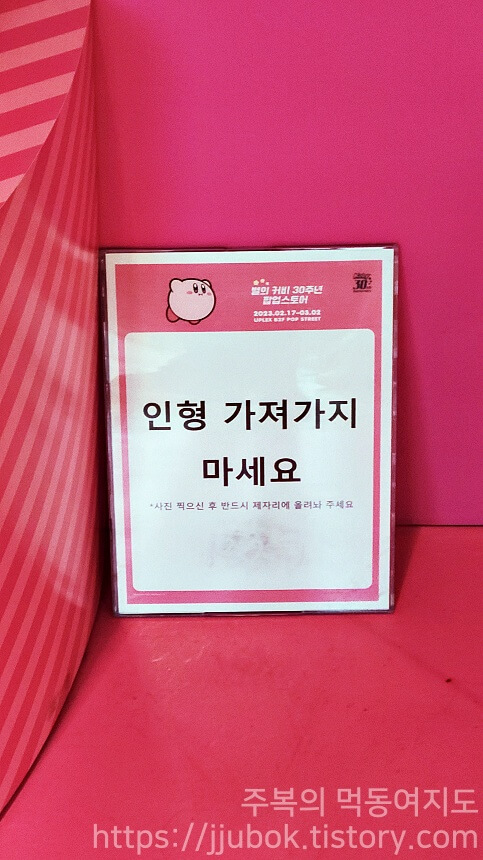 별의 커비 30주년
팝업스토어
2023.02.17-03.02
UPLEX B2F POP STREET
30
인형 가져가지
마세요
*사진 찍으신 후 반드시 제자리에 올려놔 주세요
주복의 먹동여지도
https://jjubok.tistory.com